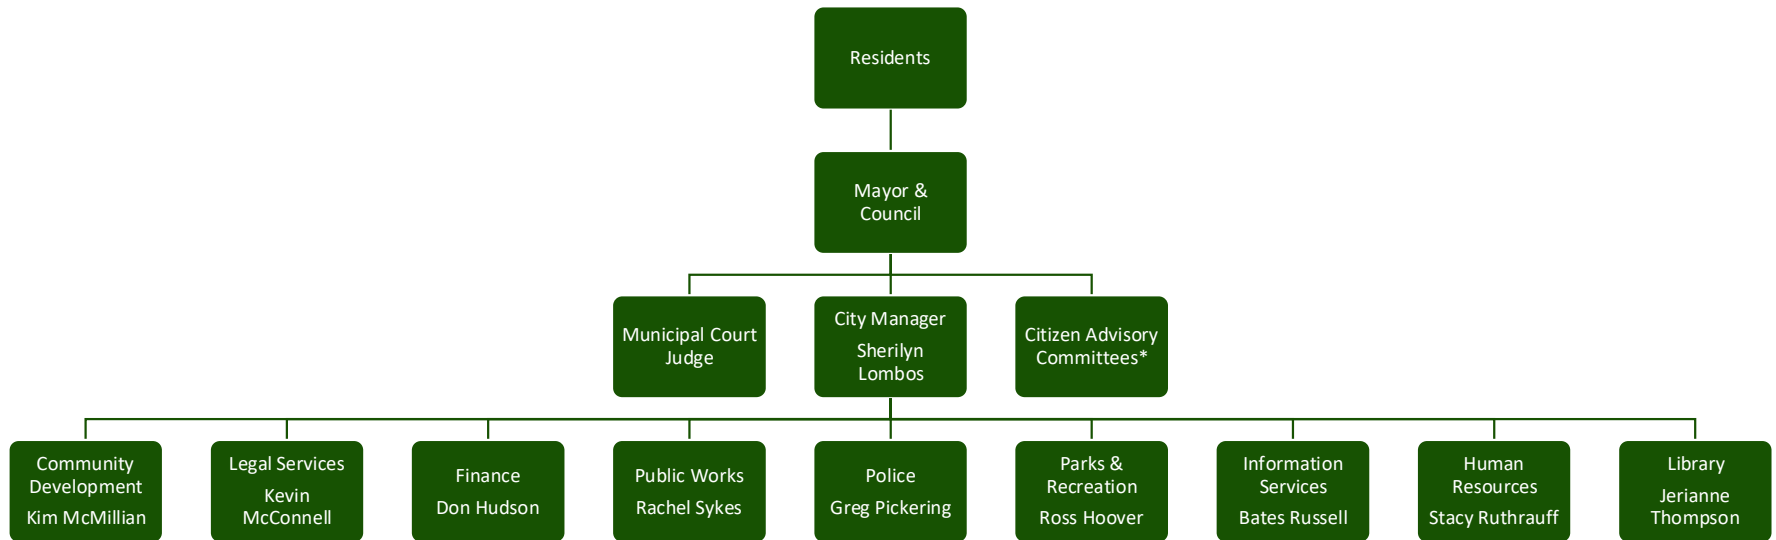 Residents
Mayor &
Council
Municipal Court
Judge
City Manager
Sherilyn
Lombos
Citizen Advisory
Committees*
Community
Development
Kim McMillian
Legal Services
Kevin
McConnell
Finance
Don Hudson
Public Works
Rachel Sykes
Police
Greg Pickering
Parks &
Recreation
Ross Hoover
Information
Services
Bates Russell
Human
Resources
Stacy Ruthrauff
Library
Jerianne
Thompson